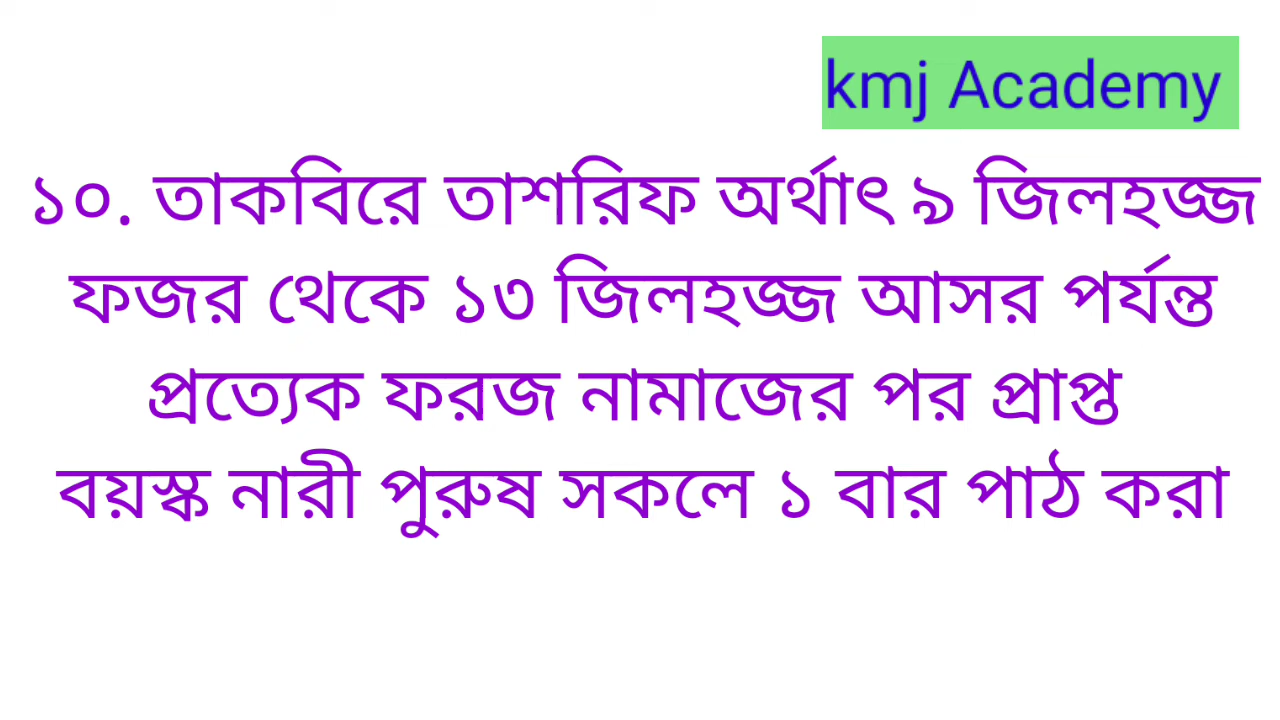 kmj Academy
১০. তাকবিরে তাশরিফ অর্থাৎ ৯ জিলহজ্জ
ফজর থেকে ১৩ জিলহজ্জ আসর পর্যন্ত
প্রত্যেক ফরজ নামাজের পর প্রাপ্ত
বয়স্ক নারী পুরুষ সকলে ১ বার পাঠ করা